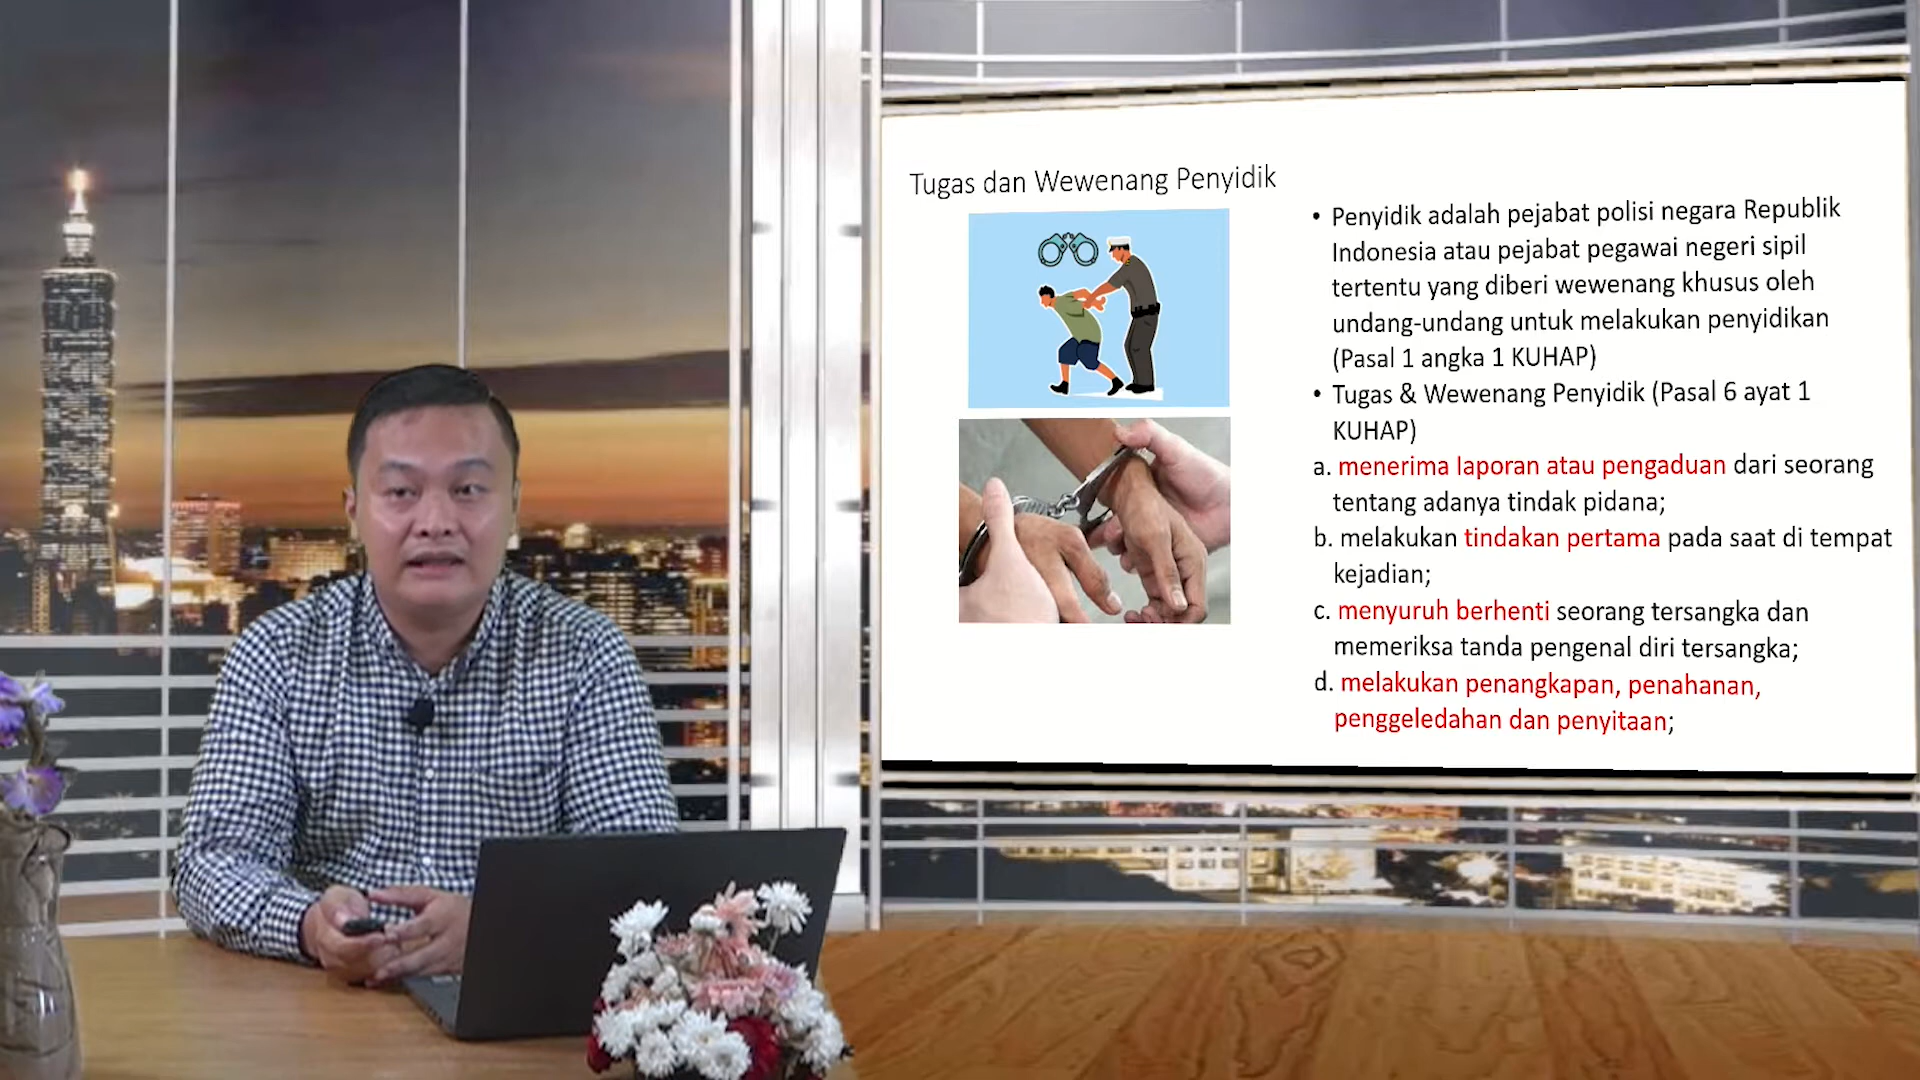 Tugas dan Wewenang Penyidik
• Penyidik adalah pejabat polisi negara Republik
Indonesia atau pejabat pegawai negeri sipil
tertentu yang diberi wewenang khusus oleh
undang-undang untuk melakukan penyidikan
(Pasal 1 angka 1 KUHAP)
• Tugas & Wewenang Penyidik (Pasal 6 ayat 1
KUHAP)
a. menerima laporan atau pengaduan dari seorang
tentang adanya tindak pidana;
b. melakukan tindakan pertama pada saat di tempat
kejadian;
c. menyuruh berhenti seorang tersangka dan
memeriksa tanda pengenal diri tersangka;
d. melakukan penangkapan, penahanan,
penggeledahan dan penyitaan;